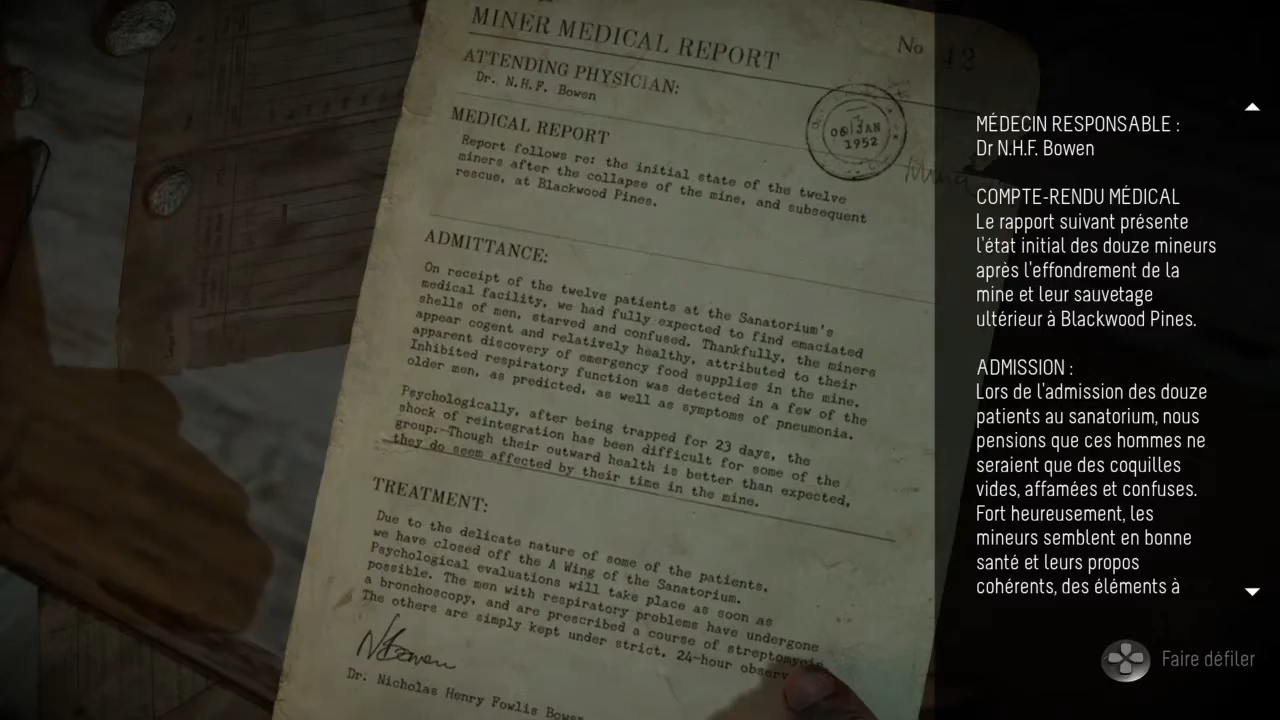 MINER MEDICAL REPORT
No 42
ATTENDING PHYSICIAN:
Dr. N.H.F. Bowen
06 JAN
1952
MEDICAL REPORT
Report follows re: the initial state of the twelve
miners after the collapse of the mine, and subsequent
rescue, at Blackwood Pines.
ADMITTANCE:
On receipt of the twelve patients at the Sanatorium's
medical facility, we had fully expected to find emaciated
shells of men, starved and confused. Thankfully, the miners
appear cogent and relatively healthy, attributed to their
apparent discovery of emergency food supplies in the mine.
Inhibited respiratory function was detected in a few of the
older men, as predicted, as well as symptoms of pneumonia.
Psychologically, after being trapped for 23 days, the
shock of reintegration has been difficult for some of the
group. Though their outward health is better than expected,
they do seem affected by their time in the mine.
TREATMENT:
Due to the delicate nature of some of the patients,
we have closed off the A Wing of the Sanatorium.
Psychological evaluations will take place as soon as
possible. The men with respiratory problems have undergone
a bronchoscopy, and are prescribed a course of streptomycin.
The others are simply kept under strict, 24-hour observ
NBowen
Dr. Nicholas Henry Fowlis Bowen
MÉDECIN RESPONSABLE :
Dr N.H.F. Bowen
COMPTE-RENDU MÉDICAL
Le rapport suivant présente
l'état initial des douze mineurs
après l'effondrement de la
mine et leur sauvetage
ultérieur à Blackwood Pines.
ADMISSION :
Lors de l'admission des douze
patients au sanatorium, nous
pensions que ces hommes ne
seraient que des coquilles
vides, affamées et confuses.
Fort heureusement, les
mineurs semblent en bonne
santé et leurs propos
cohérents, des éléments à
Faire défiler